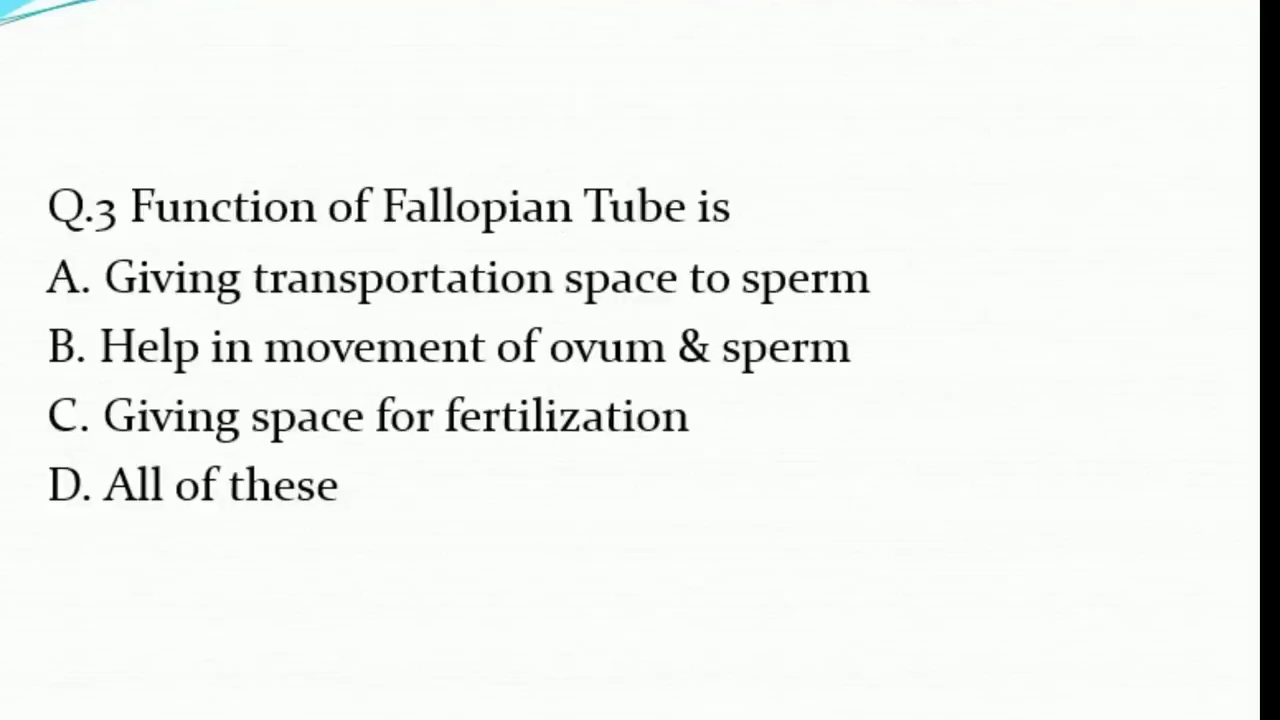 Q.3 Function of Fallopian Tube is
A. Giving transportation space to sperm
B. Help in movement of ovum & sperm
C. Giving space for fertilization
D. All of these